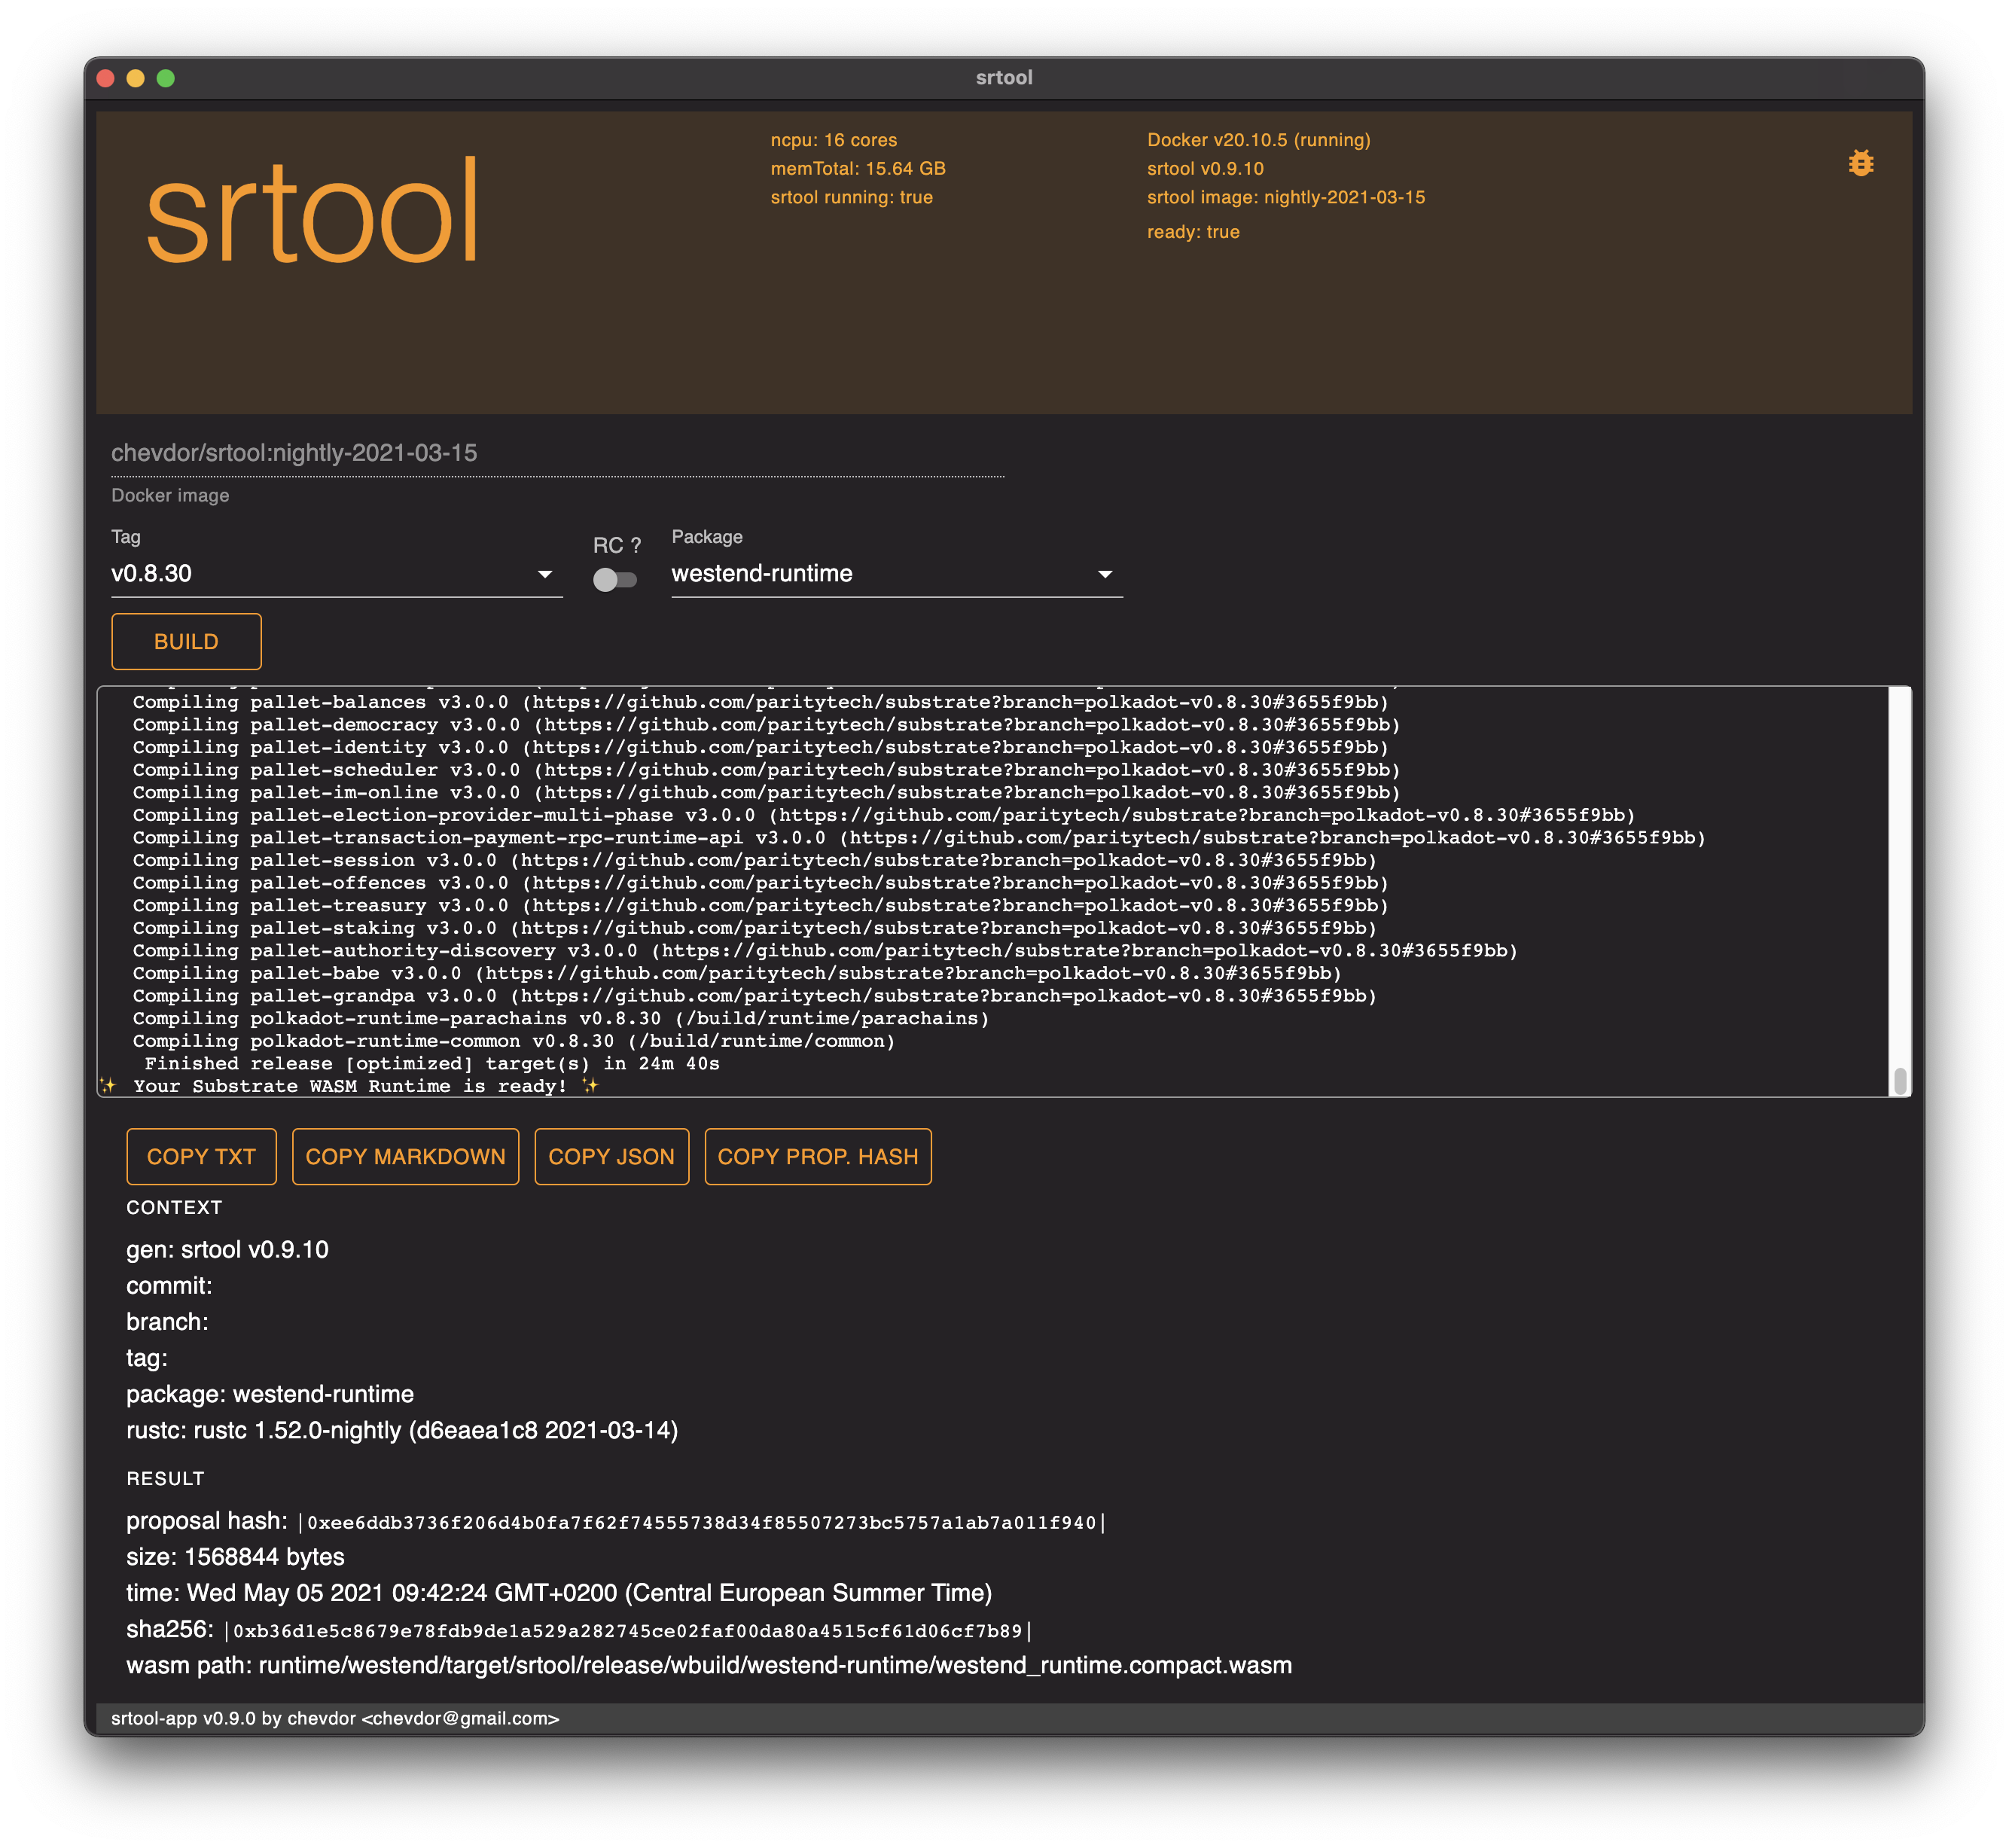 srtool
srtool
ncpu: 16 cores
memTotal: 15.64 GB
srtool running: true
Docker v20.10.5 (running)
srtool v0.9.10
srtool image: nightly-2021-03-15
ready: true
chevdor/srtool:nightly-2021-03-15
Docker image
Tag
v0.8.30
RC ?
Package
westend-runtime
BUILD
Compiling pallet-balances v3.0.0 (https://github.com/paritytech/substrate?branch=polkadot-v0.8.30#3655f9bb)
Compiling pallet-democracy v3.0.0 (https://github.com/paritytech/substrate?branch=polkadot-v0.8.30#3655f9bb)
Compiling pallet-identity v3.0.0 (https://github.com/paritytech/substrate?branch=polkadot-v0.8.30#3655f9bb)
Compiling pallet-scheduler v3.0.0 (https://github.com/paritytech/substrate?branch=polkadot-v0.8.30#3655f9bb)
Compiling pallet-im-online v3.0.0 (https://github.com/paritytech/substrate?branch=polkadot-v0.8.30#3655f9bb)
Compiling pallet-election-provider-multi-phase v3.0.0 (https://github.com/paritytech/substrate?branch=polkadot-v0.8.30#3655f9bb)
Compiling pallet-transaction-payment-rpc-runtime-api v3.0.0 (https://github.com/paritytech/substrate?branch=polkadot-v0.8.30#3655f9bb)
Compiling pallet-session v3.0.0 (https://github.com/paritytech/substrate?branch=polkadot-v0.8.30#3655f9bb)
Compiling pallet-offences v3.0.0 (https://github.com/paritytech/substrate?branch=polkadot-v0.8.30#3655f9bb)
Compiling pallet-treasury v3.0.0 (https://github.com/paritytech/substrate?branch=polkadot-v0.8.30#3655f9bb)
Compiling pallet-staking v3.0.0 (https://github.com/paritytech/substrate?branch=polkadot-v0.8.30#3655f9bb)
Compiling pallet-authority-discovery v3.0.0 (https://github.com/paritytech/substrate?branch=polkadot-v0.8.30#3655f9bb)
Compiling pallet-babe v3.0.0 (https://github.com/paritytech/substrate?branch=polkadot-v0.8.30#3655f9bb)
Compiling pallet-grandpa v3.0.0 (https://github.com/paritytech/substrate?branch=polkadot-v0.8.30#3655f9bb)
Compiling polkadot-runtime-parachains v0.8.30 (/build/runtime/parachains)
Compiling polkadot-runtime-common v0.8.30 (/build/runtime/common)
Finished release [optimized] target(s) in 24m 40s
✨ Your Substrate WASM Runtime is ready! ✨
COPY TXT
COPY MARKDOWN
COPY JSON
COPY PROP. HASH
CONTEXT
gen: srtool v0.9.10
commit:
branch:
tag:
package: westend-runtime
rustc: rustc 1.52.0-nightly (d6eaea1c8 2021-03-14)
RESULT
proposal hash: |0xee6ddb3736f206d4b0fa7f62f74555738d34f85507273bc5757a1ab7a011f940|
size: 1568844 bytes
time: Wed May 05 2021 09:42:24 GMT+0200 (Central European Summer Time)
sha256: |0xb36d1e5c8679e78fdb9de1a529a282745ce02faf00da80a4515cf61d06cf7b89|
wasm path: runtime/westend/target/srtool/release/wbuild/westend-runtime/westend_runtime.compact.wasm
srtool-app v0.9.0 by chevdor <chevdor@gmail.com>